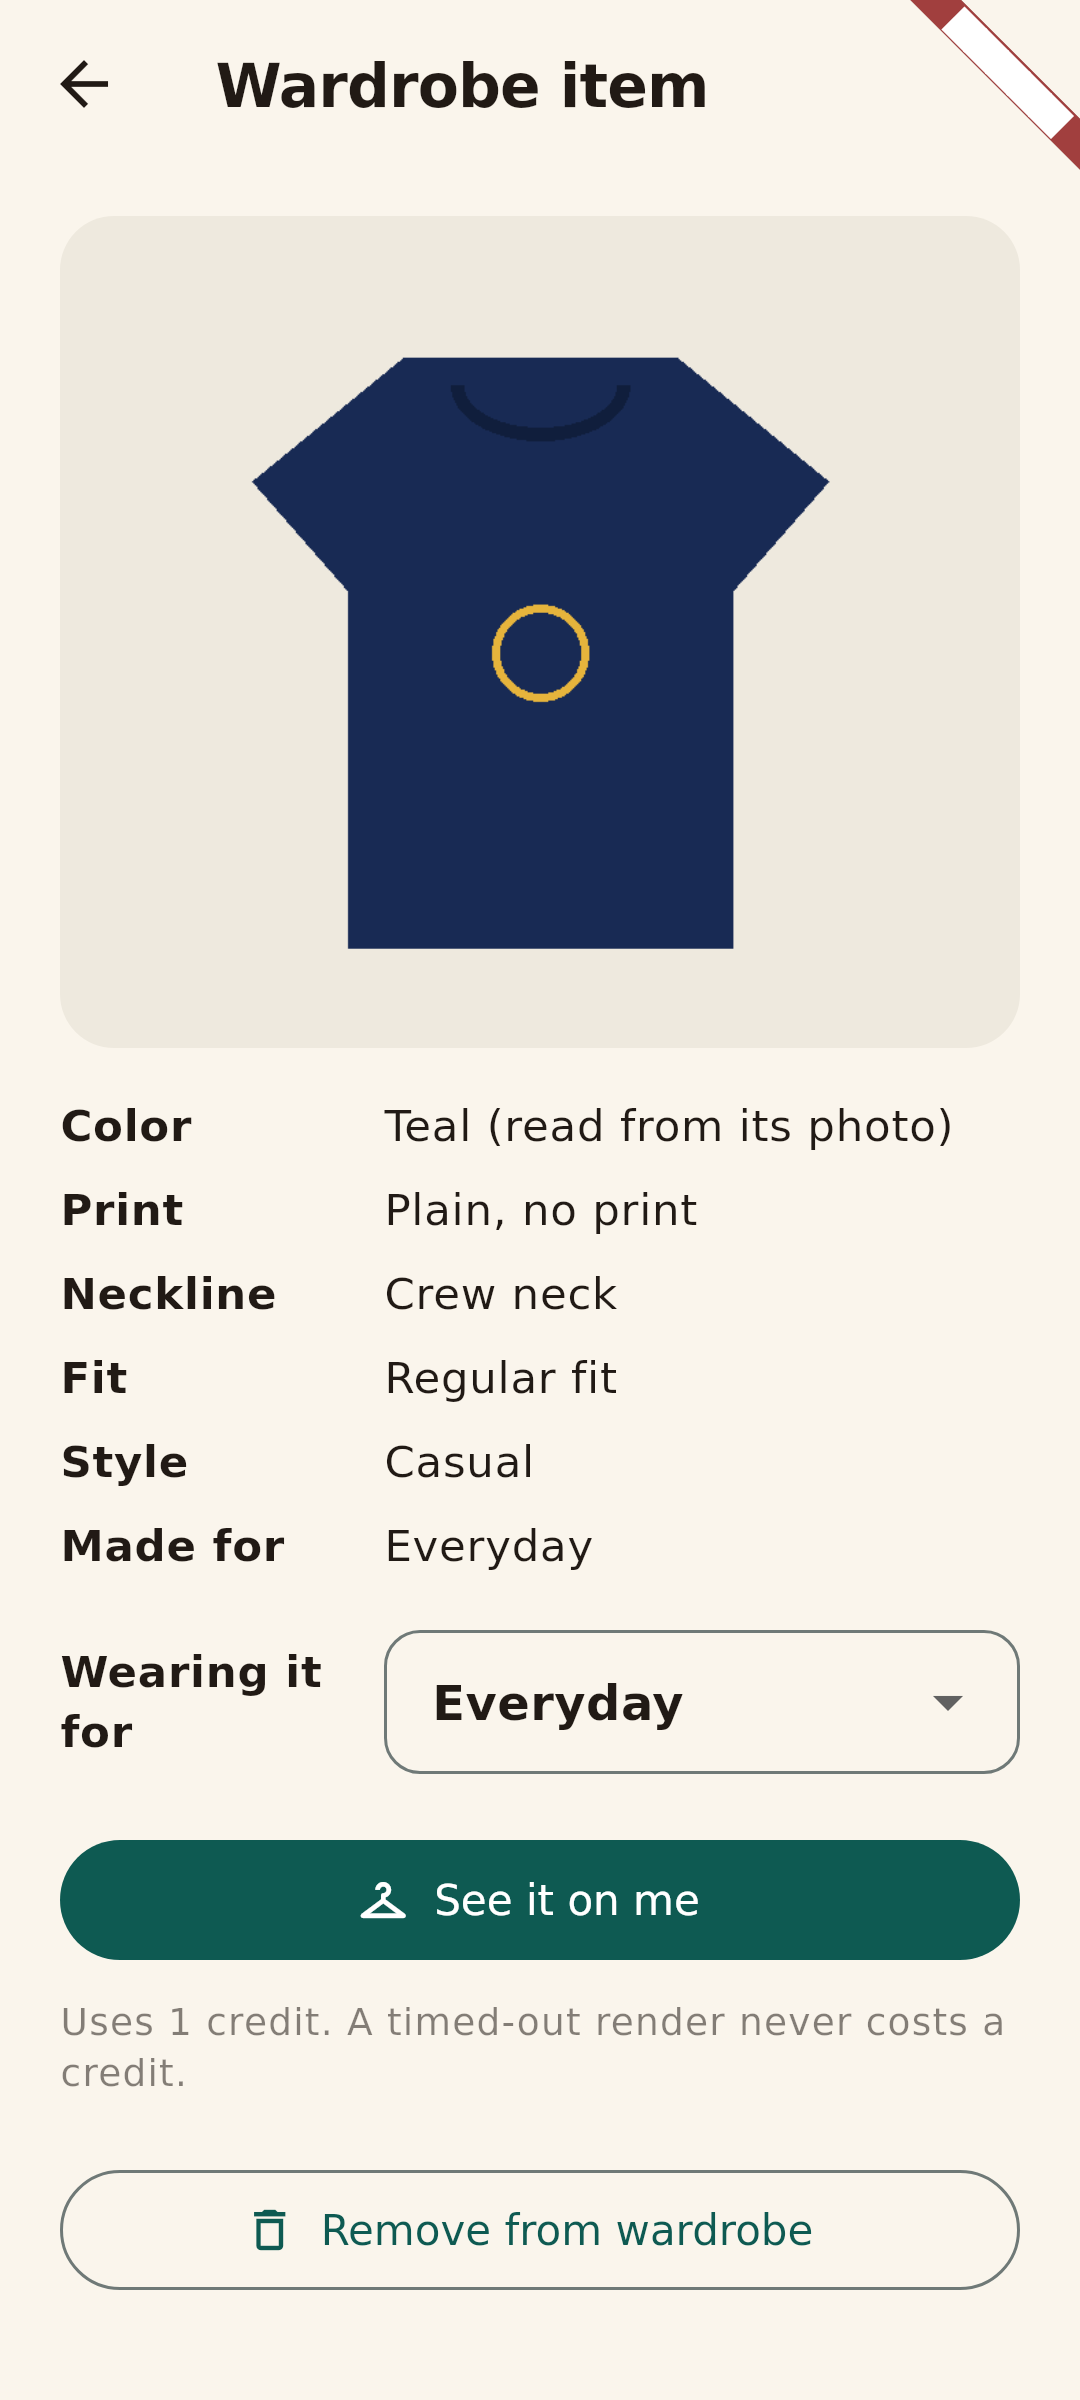 Wardrobe item
Color Teal (read from its photo)
Print Plain, no print
Neckline Crew neck
Fit Regular fit
Style Casual
Made for Everyday
Wearing it for Everyday
See it on me
Uses 1 credit. A timed-out render never costs a
credit.
Remove from wardrobe